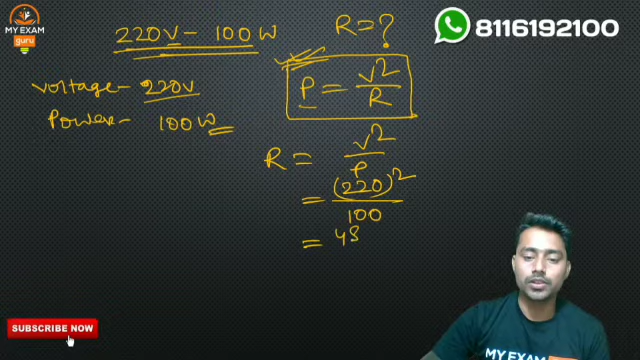 MY EXAM
guru
220V - 100W
R = ?
8116192100
Voltage - 220V
Power - 100W
P = V²/R
R = V²/P
= (220)²/100
= 48
SUBSCRIBE NOW
MY EXAM